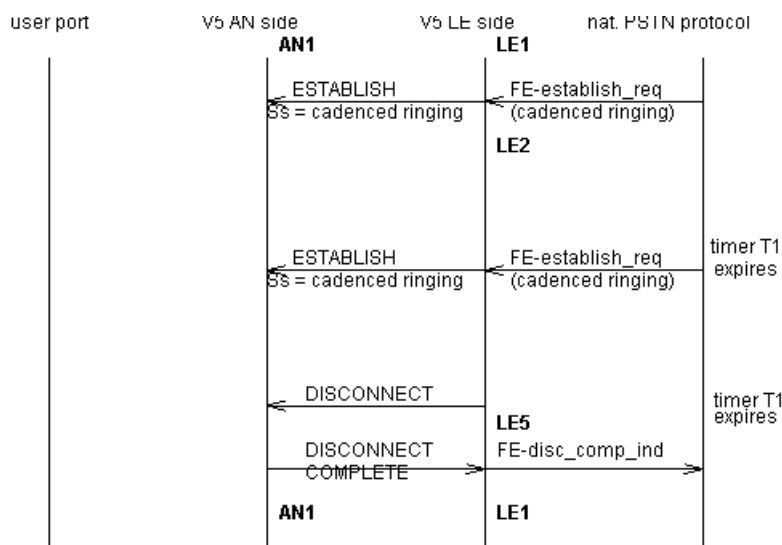 user port V5 AN side V5 LE side nat. PSTN protocol
AN1 LE1
ESTABLISH FE-establish_req
Ss = cadenced ringing (cadenced ringing)
LE2
timer T1
ESTABLISH FE-establish_req
expires
Ss = cadenced ringing (cadenced ringing)
DISCONNECT
timer T1
LE5
expires
DISCONNECT FE-disc_comp_ind
COMPLETE
AN1 LE1